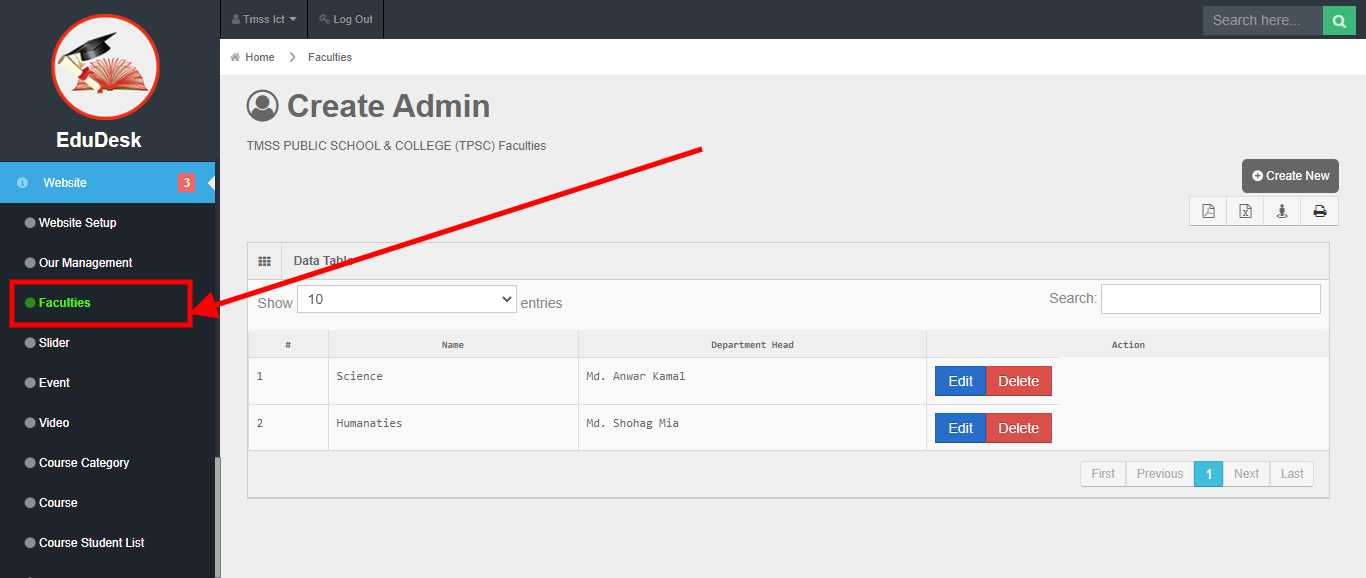 Tmss Ict
Log Out
Search here...
EduDesk
Home
Faculties
Create Admin
TMSS PUBLIC SCHOOL & COLLEGE (TPSC) Faculties
Website 3
Website Setup
Our Management
Faculties
Slider
Event
Video
Course Category
Course
Course Student List
Create New
Data Table
Show 10 entries
Search:
# Name Department Head Action
1 Science Md. Anwar Kamal Edit Delete
2 Humanaties Md. Shohag Mia Edit Delete
First Previous 1 Next Last